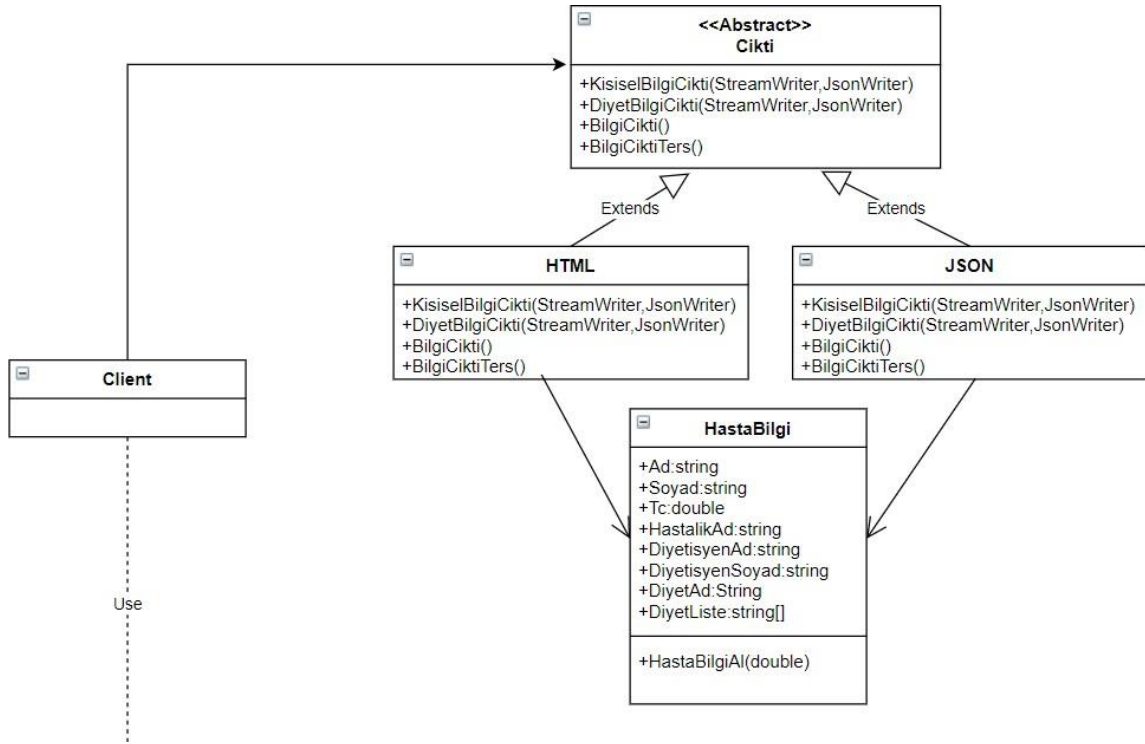 <<Abstract>>
Cikti
+KisiselBilgiCikti(StreamWriter,JsonWriter)
+DiyetBilgiCikti(StreamWriter,JsonWriter)
+BilgiCikti()
+BilgiCiktiTers()
Extends
Extends
HTML
+KisiselBilgiCikti(StreamWriter,JsonWriter)
+DiyetBilgiCikti(StreamWriter,JsonWriter)
+BilgiCikti()
+BilgiCiktiTers()
JSON
+KisiselBilgiCikti(StreamWriter,JsonWriter)
+DiyetBilgiCikti(StreamWriter,JsonWriter)
+BilgiCikti()
+BilgiCiktiTers()
Client
HastaBilgi
+Ad:string
+Soyad:string
+Tc:double
+HastalikAd:string
+DiyetisyenAd:string
+DiyetisyenSoyad:string
+DiyetAd:String
+DiyetListe:string[]
+HastaBilgiAl(double)
Use